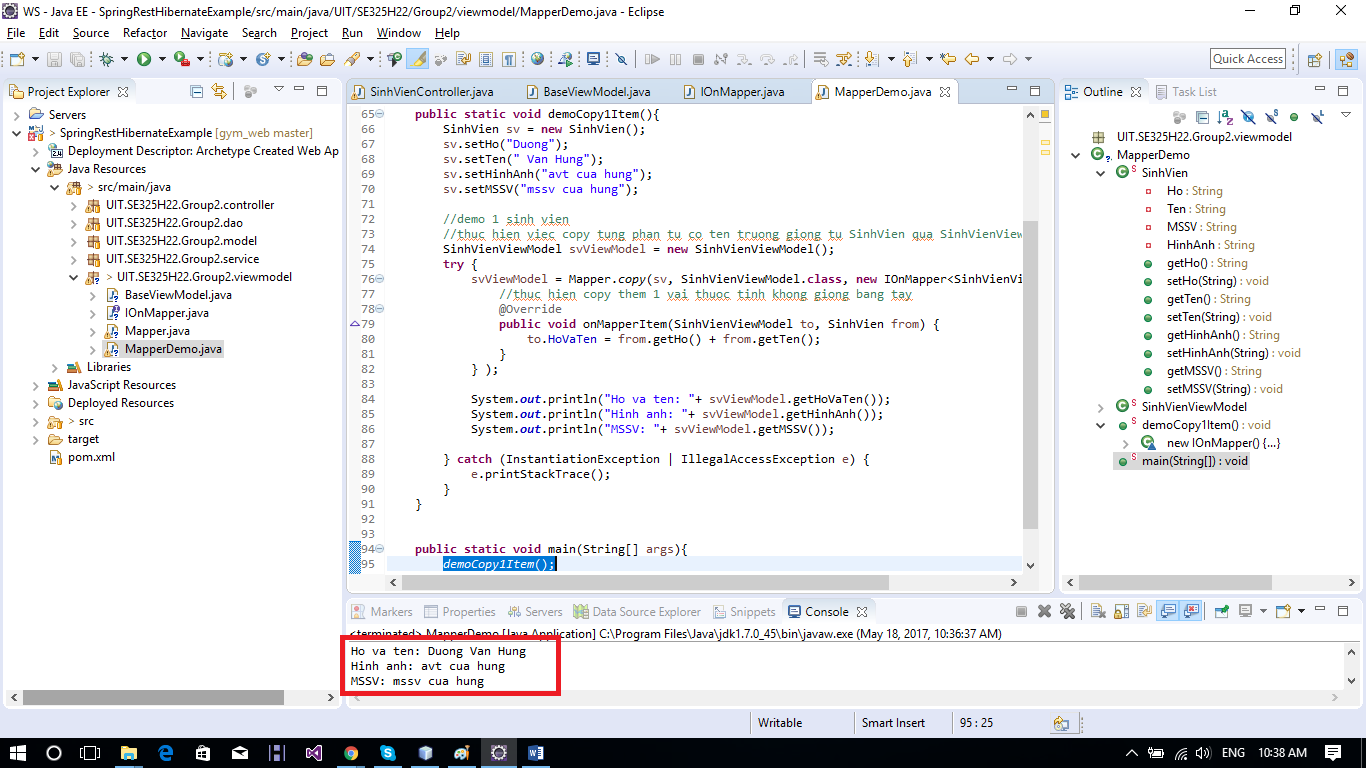 WS - Java EE - SpringRestHibernateExample/src/main/java/UIT/SE325H22/Group2/viewmodel/MapperDemo.java - Eclipse
File Edit Source Refactor Navigate Search Project Run Window Help
Quick Access
Project Explorer
Servers
> SpringRestHibernateExample [gym_web master]
Deployment Descriptor: Archetype Created Web Ap
Java Resources
> src/main/java
UIT.SE325H22.Group2.controller
UIT.SE325H22.Group2.dao
UIT.SE325H22.Group2.model
UIT.SE325H22.Group2.service
> UIT.SE325H22.Group2.viewmodel
BaseViewModel.java
IOnMapper.java
Mapper.java
MapperDemo.java
Libraries
JavaScript Resources
Deployed Resources
> src
target
pom.xml
SinhVienController.java BaseViewModel.java IOnMapper.java MapperDemo.java
65 public static void demoCopy1Item(){
66 SinhVien sv = new SinhVien();
67 sv.setHo("Duong");
68 sv.setTen(" Van Hung");
69 sv.setHinhAnh("avt cua hung");
70 sv.setMSSV("mssv cua hung");
71
72 //demo 1 sinh vien
73 //thuc hien viec copy tung phan tu co ten truong giong tu SinhVien qua SinhVienView
74 SinhVienViewModel svViewModel = new SinhVienViewModel();
75 try {
76 svViewModel = Mapper.copy(sv, SinhVienViewModel.class, new IOnMapper<SinhVienVi
77 //thuc hien copy them 1 vai thuoc tinh khong giong bang tay
78 @Override
79 public void onMapperItem(SinhVienViewModel to, SinhVien from) {
80 to.HoVaTen = from.getHo() + from.getTen();
81 }
82 } );
83
84 System.out.println("Ho va ten: "+ svViewModel.getHoVaTen());
85 System.out.println("Hinh anh: "+ svViewModel.getHinhAnh());
86 System.out.println("MSSV: "+ svViewModel.getMSSV());
87
88 } catch (InstantiationException | IllegalAccessException e) {
89 e.printStackTrace();
90 }
91 }
92
93
94 public static void main(String[] args){
95 demoCopy1Item();
Outline Task List
UIT.SE325H22.Group2.viewmodel
MapperDemo
SinhVien
Ho : String
Ten : String
MSSV : String
HinhAnh : String
getHo() : String
setHo(String) : void
getTen() : String
setTen(String) : void
getHinhAnh() : String
setHinhAnh(String) : void
getMSSV() : String
setMSSV(String) : void
SinhVienViewModel
demoCopy1Item() : void
new IOnMapper() {...}
main(String[]) : void
Markers Properties Servers Data Source Explorer Snippets Console
<terminated> MapperDemo [Java Application] C:\Program Files\Java\jdk1.7.0_45\bin\javaw.exe (May 18, 2017, 10:36:37 AM)
Ho va ten: Duong Van Hung
Hinh anh: avt cua hung
MSSV: mssv cua hung
Writable Smart Insert 95 : 25
ENG 10:38 AM